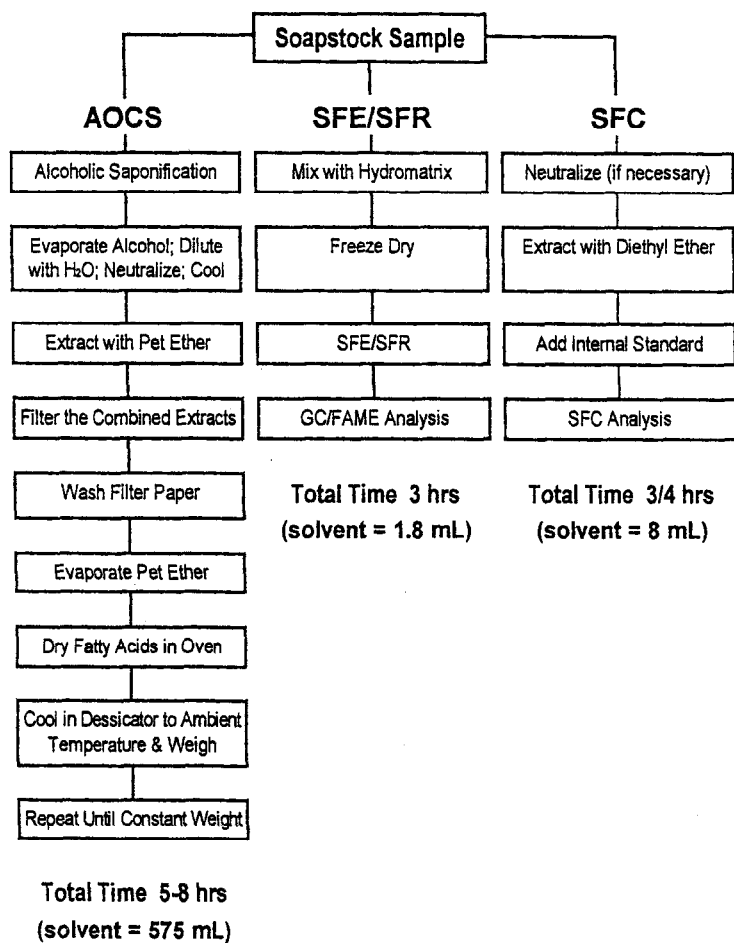 Soapstock Sample
AOCS
Alcoholic Saponification
Evaporate Alcohol; Dilute
with H₂O; Neutralize; Cool
Extract with Pet Ether
Filter the Combined Extracts
Wash Filter Paper
Evaporate Pet Ether
Dry Fatty Acids in Oven
Cool in Dessicator to Ambient
Temperature & Weigh
Repeat Until Constant Weight
Total Time 5-8 hrs
(solvent = 575 mL)
SFE/SFR
Mix with Hydromatrix
Freeze Dry
SFE/SFR
GC/FAME Analysis
Total Time 3 hrs
(solvent = 1.8 mL)
SFC
Neutralize (if necessary)
Extract with Diethyl Ether
Add Internal Standard
SFC Analysis
Total Time 3/4 hrs
(solvent = 8 mL)